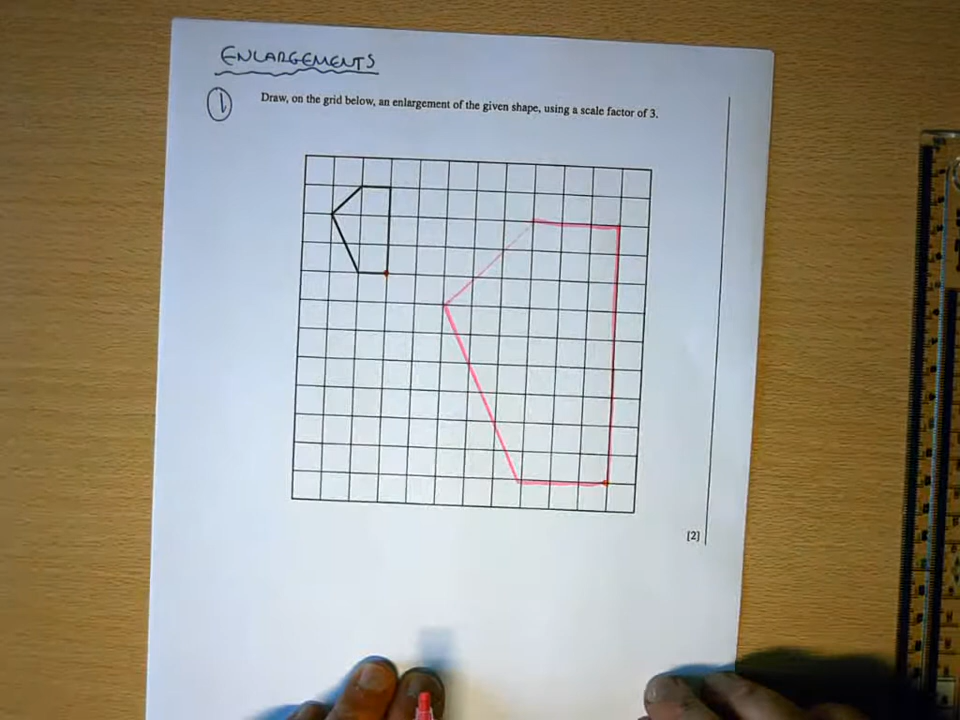 ENLARGEMENTS
1 Draw, on the grid below, an enlargement of the given shape, using a scale factor of 3.
[2]